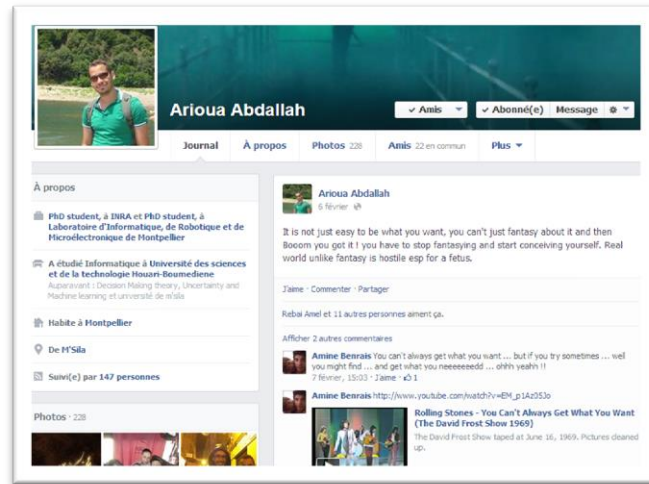 Arioua Abdallah
Amis
Abonné(e)
Message
Journal
À propos
Photos 228
Amis 22 en commun
Plus
À propos
PhD student, à INRA et PhD student, à
Laboratoire d'Informatique, de Robotique et de
Microélectronique de Montpellier
A étudié Informatique à Université des sciences
et de la technologie Houari-Boumediene
Auparavant : Decision Making theory, Uncertainty and
Machine learning et université de m'sila
Habite à Montpellier
De M'Sila
Suivi(e) par 147 personnes
Photos · 228
Arioua Abdallah
6 février
It is not just easy to be what you want, you can't just fantasy about it and then
Booom you got it ! you have to stop fantasying and start conceiving yourself. Real
world unlike fantasy is hostile esp for a fetus.
J'aime · Commenter · Partager
Rebai Amel et 11 autres personnes aiment ça.
Afficher 2 autres commentaires
Amine Benrais You can't always get what you want ... but if you try sometimes ... well
you might find ... and get what you neeeeeeedd ... ohhh yeahh !!
7 février, 15:03 · J'aime · 1
Amine Benrais http://www.youtube.com/watch?v=EM_p1Az05Jo
Rolling Stones - You Can't Always Get What You Want
(The David Frost Show 1969)
The David Frost Show taped at June 16, 1969. Pictures cleaned
up.